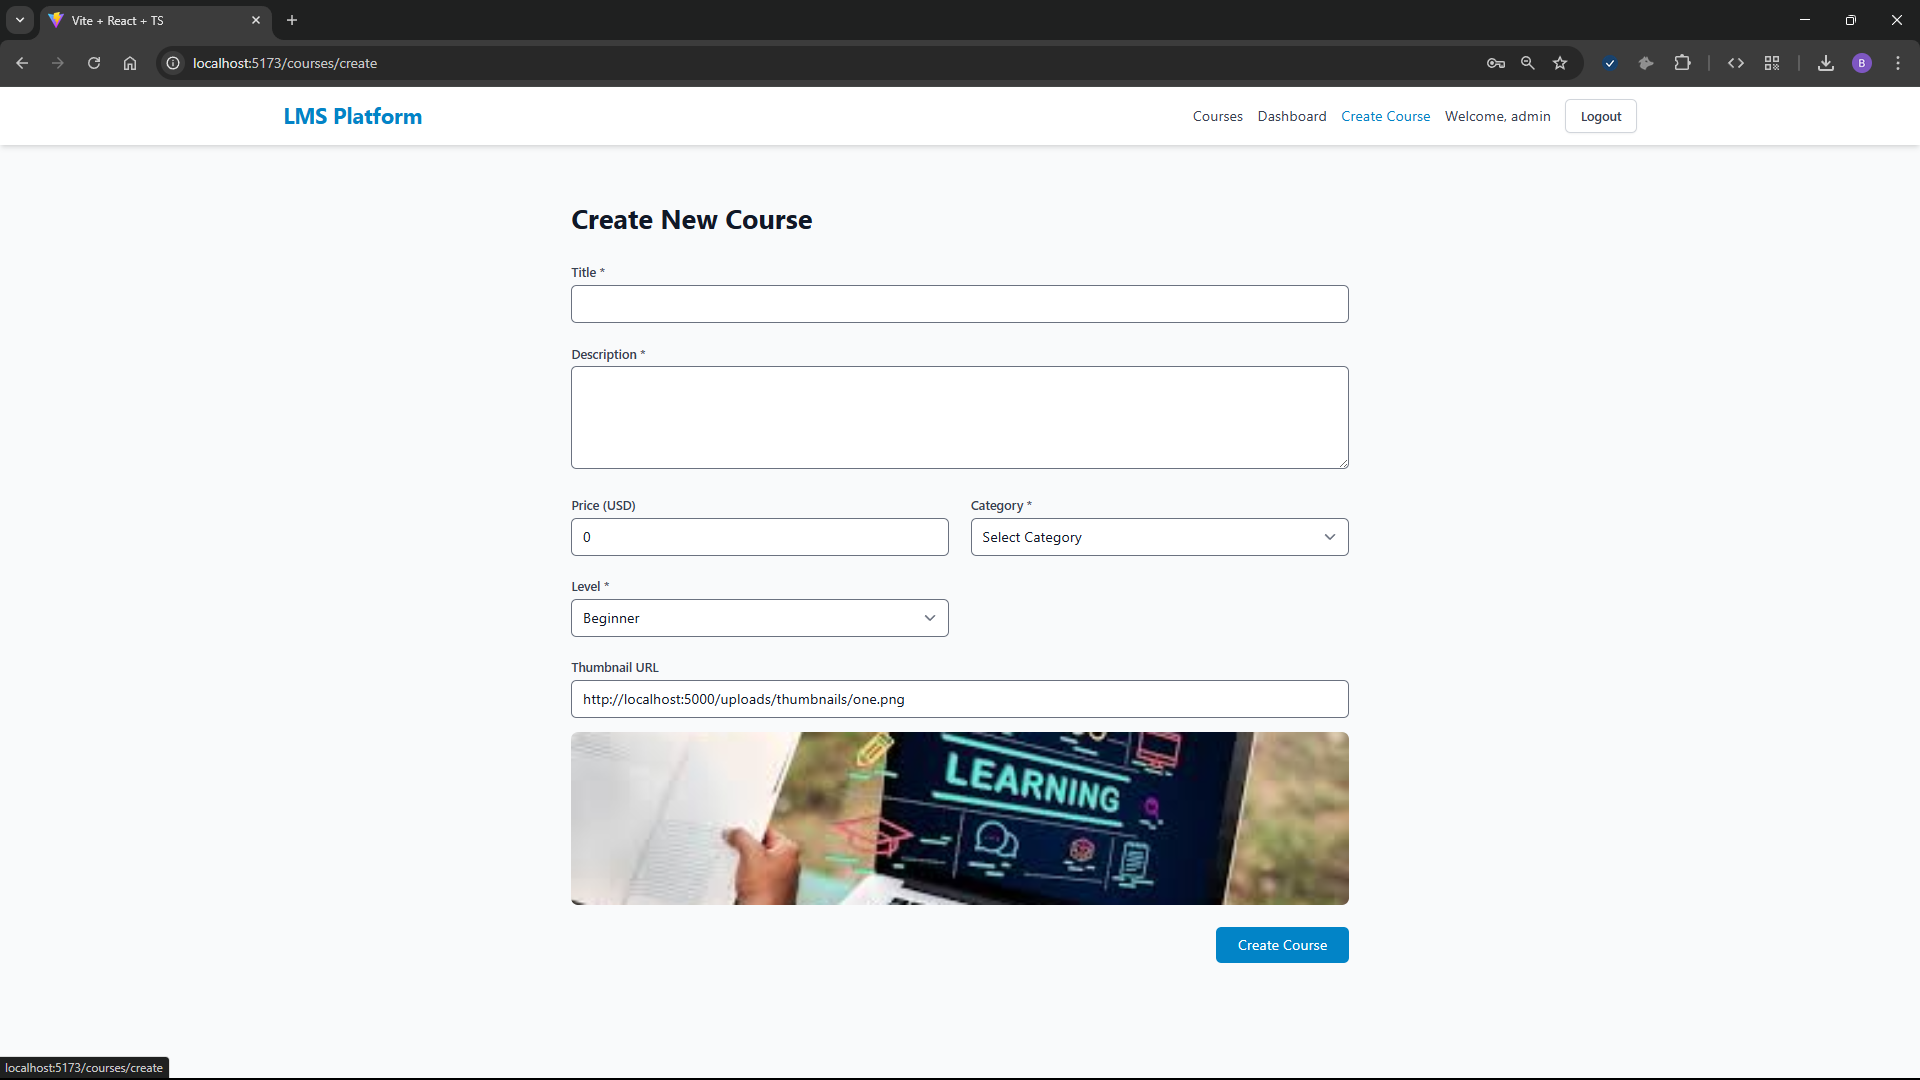 Vite + React + TS
localhost:5173/courses/create
B
LMS Platform
Courses Dashboard Create Course Welcome, admin Logout
Create New Course
Title *
Description *
Price (USD) Category *
0 Select Category
Level *
Beginner
Thumbnail URL
http://localhost:5000/uploads/thumbnails/one.png
LEARNING
Create Course
localhost:5173/courses/create